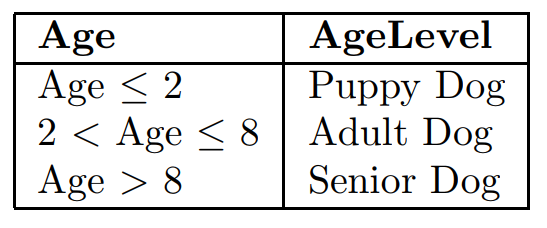 Age AgeLevel
Age ≤ 2 Puppy Dog
2 < Age ≤ 8 Adult Dog
Age > 8 Senior Dog